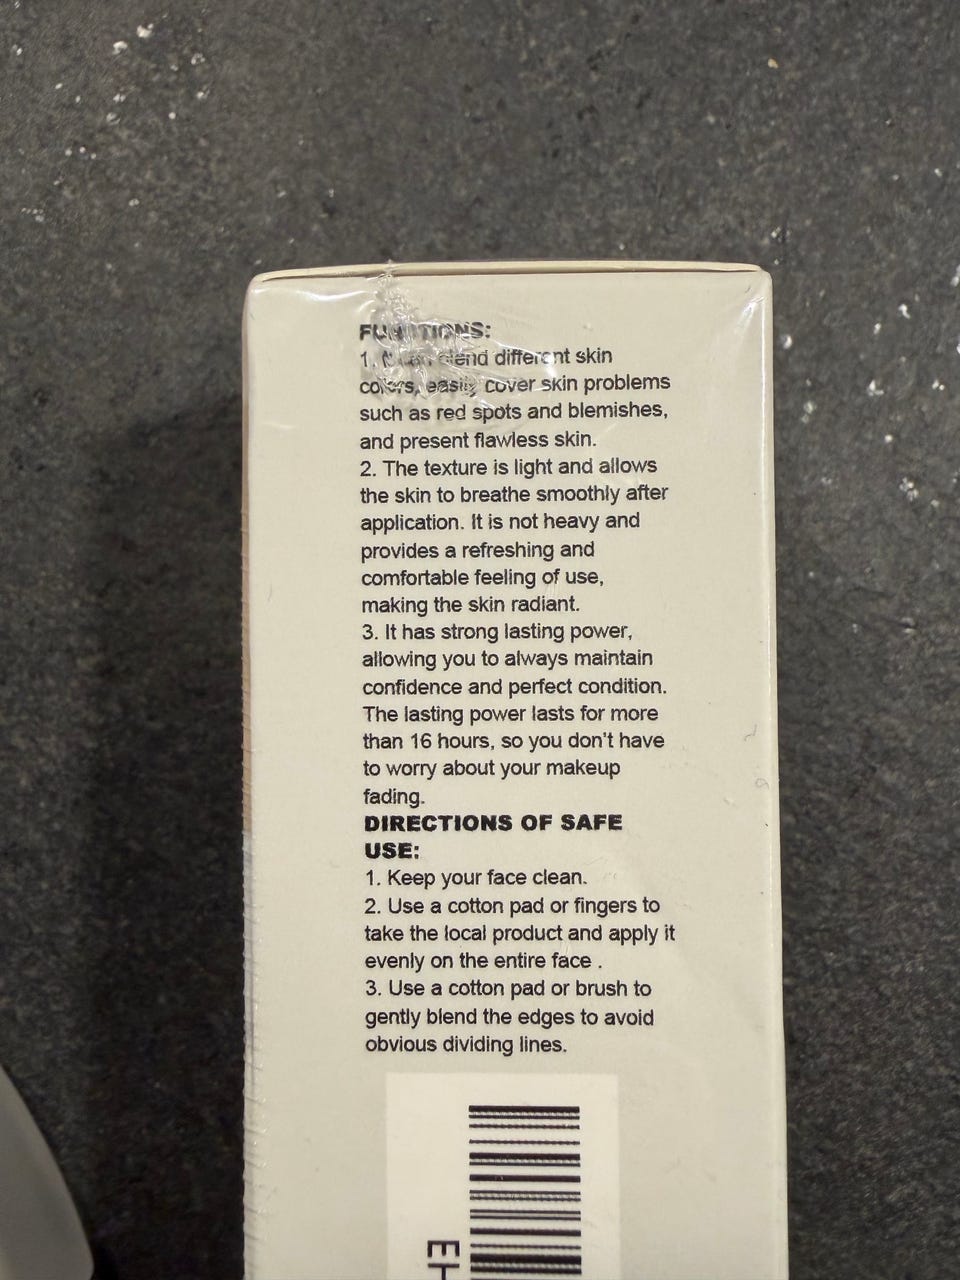 FUNCTIONS:
1. It can blend different skin
colors, easily cover skin problems
such as red spots and blemishes,
and present flawless skin.
2. The texture is light and allows
the skin to breathe smoothly after
application. It is not heavy and
provides a refreshing and
comfortable feeling of use,
making the skin radiant.
3. It has strong lasting power,
allowing you to always maintain
confidence and perfect condition.
The lasting power lasts for more
than 16 hours, so you don't have
to worry about your makeup
fading.
DIRECTIONS OF SAFE
USE:
1. Keep your face clean.
2. Use a cotton pad or fingers to
take the local product and apply it
evenly on the entire face .
3. Use a cotton pad or brush to
gently blend the edges to avoid
obvious dividing lines.